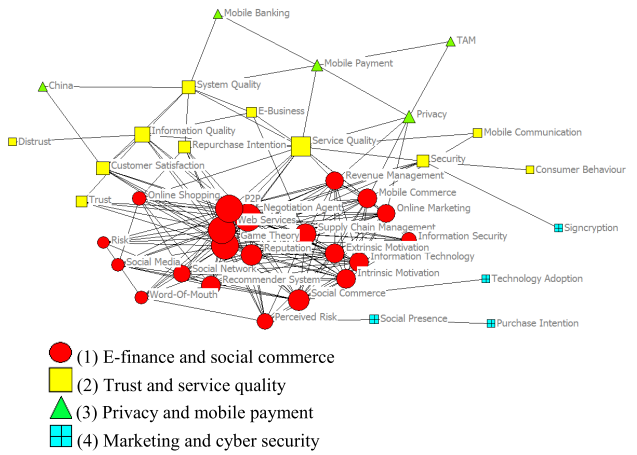 Mobile Banking
TAM
Mobile Payment
China
System Quality
E-Business
Privacy
Distrust
Information Quality
Repurchase Intention
Service Quality
Mobile Communication
Customer Satisfaction
Security
Consumer Behaviour
Revenue Management
Trust
Online Shopping
P2P
Mobile Commerce
Negotiation Agent
Online Marketing
Web Services
Supply Chain Management
Signcryption
Risk
Game Theory
Information Security
Reputation
Extrinsic Motivation
Social Media
Information Technology
Social Network
Recommender System
Intrinsic Motivation
Technology Adoption
Word-Of-Mouth
Social Commerce
Perceived Risk
Social Presence
Purchase Intention
(1) E-finance and social commerce
(2) Trust and service quality
(3) Privacy and mobile payment
(4) Marketing and cyber security